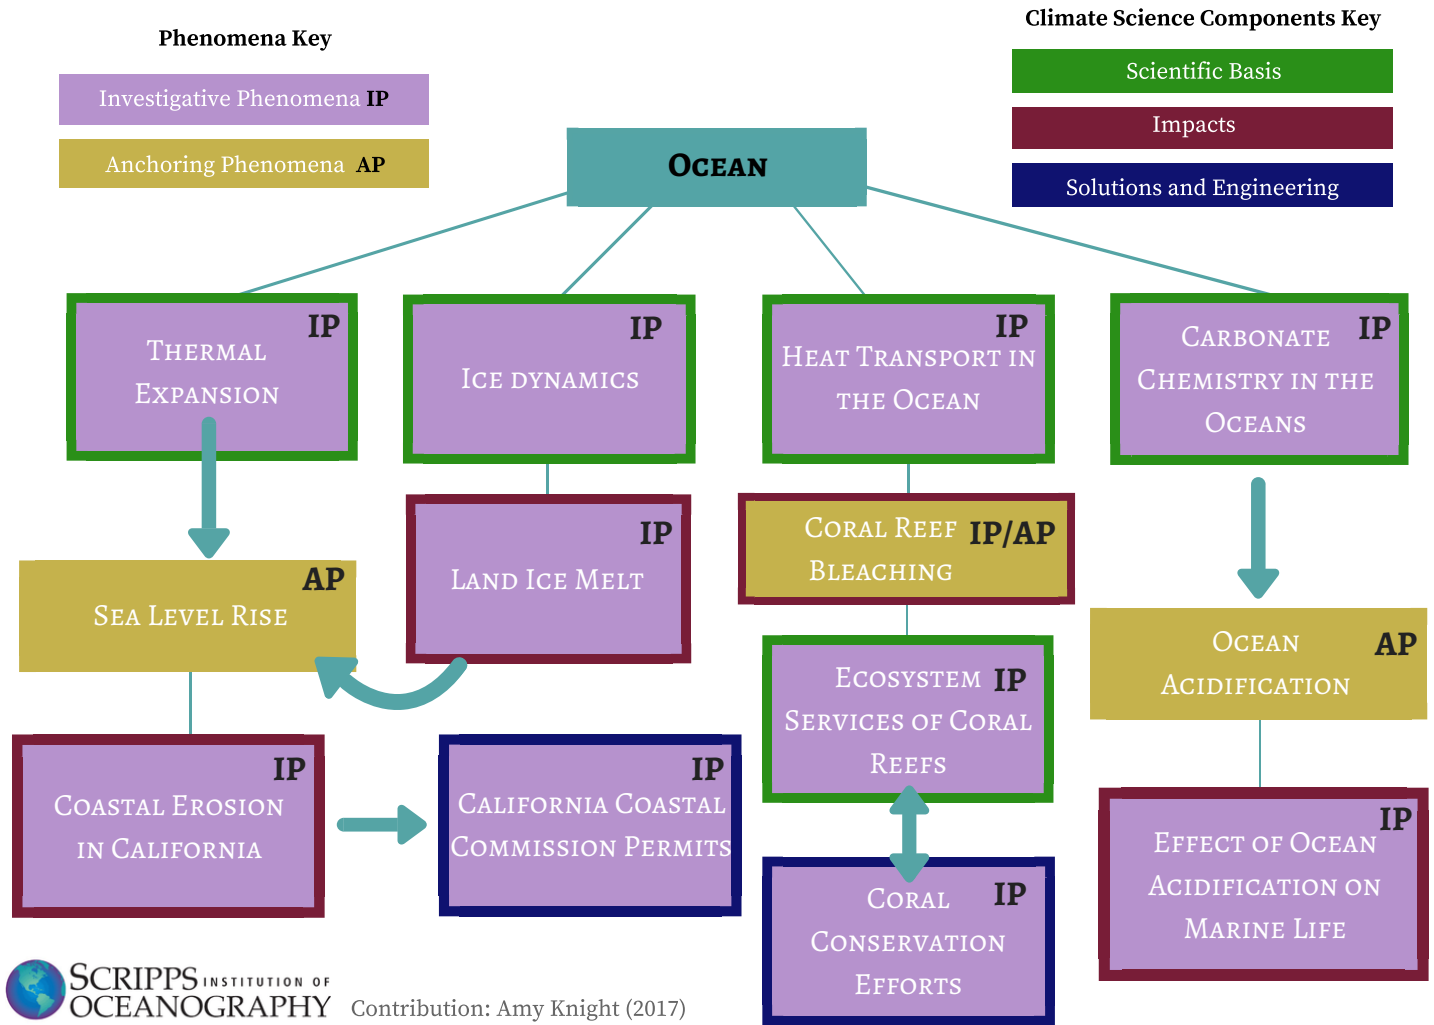 Phenomena Key
Investigative Phenomena IP
Anchoring Phenomena AP
Climate Science Components Key
Scientific Basis
Impacts
Solutions and Engineering
OCEAN
IP
THERMAL
EXPANSION
IP
ICE DYNAMICS
IP
HEAT TRANSPORT IN
THE OCEAN
CARBONATE IP
CHEMISTRY IN THE
OCEANS
AP
SEA LEVEL RISE
IP
LAND ICE MELT
CORAL REEF IP/AP
BLEACHING
ECOSYSTEM IP
SERVICES OF CORAL
REEFS
OCEAN AP
ACIDIFICATION
IP
COASTAL EROSION
IN CALIFORNIA
IP
CALIFORNIA COASTAL
COMMISSION PERMITS
CORAL IP
CONSERVATION
EFFORTS
IP
EFFECT OF OCEAN
ACIDIFICATION ON
MARINE LIFE
SCRIPPS INSTITUTION OF
OCEANOGRAPHY
Contribution: Amy Knight (2017)